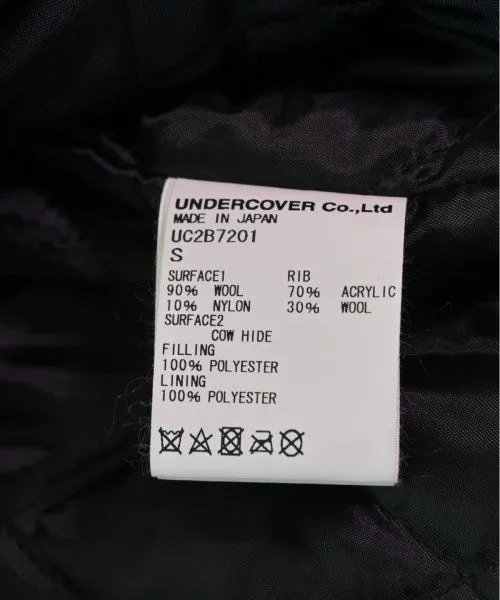 UNDERCOVER Co.,Ltd
MADE IN JAPAN
UC2B7201
S
SURFACE1 RIB
90% WOOL 70% ACRYLIC
10% NYLON 30% WOOL
SURFACE2
COW HIDE
FILLING
100% POLYESTER
LINING
100% POLYESTER